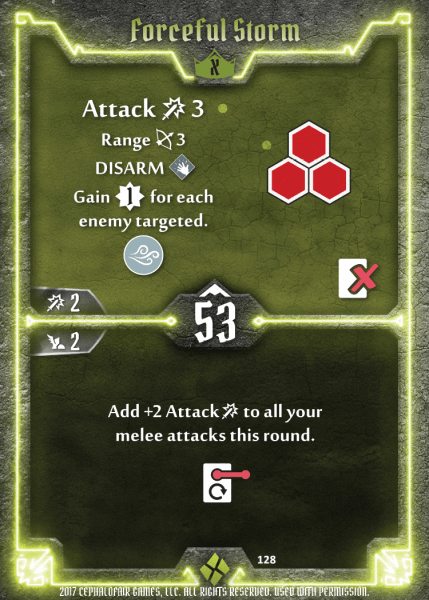 Forceful Storm
X
Attack 3
Range 3
DISARM
Gain 1 for each
enemy targeted.
2
53
2
Add +2 Attack to all your
melee attacks this round.
128
2017 CEPHALOFAIR GAMES, LLC. ALL RIGHTS RESERVED. USED WITH PERMISSION.